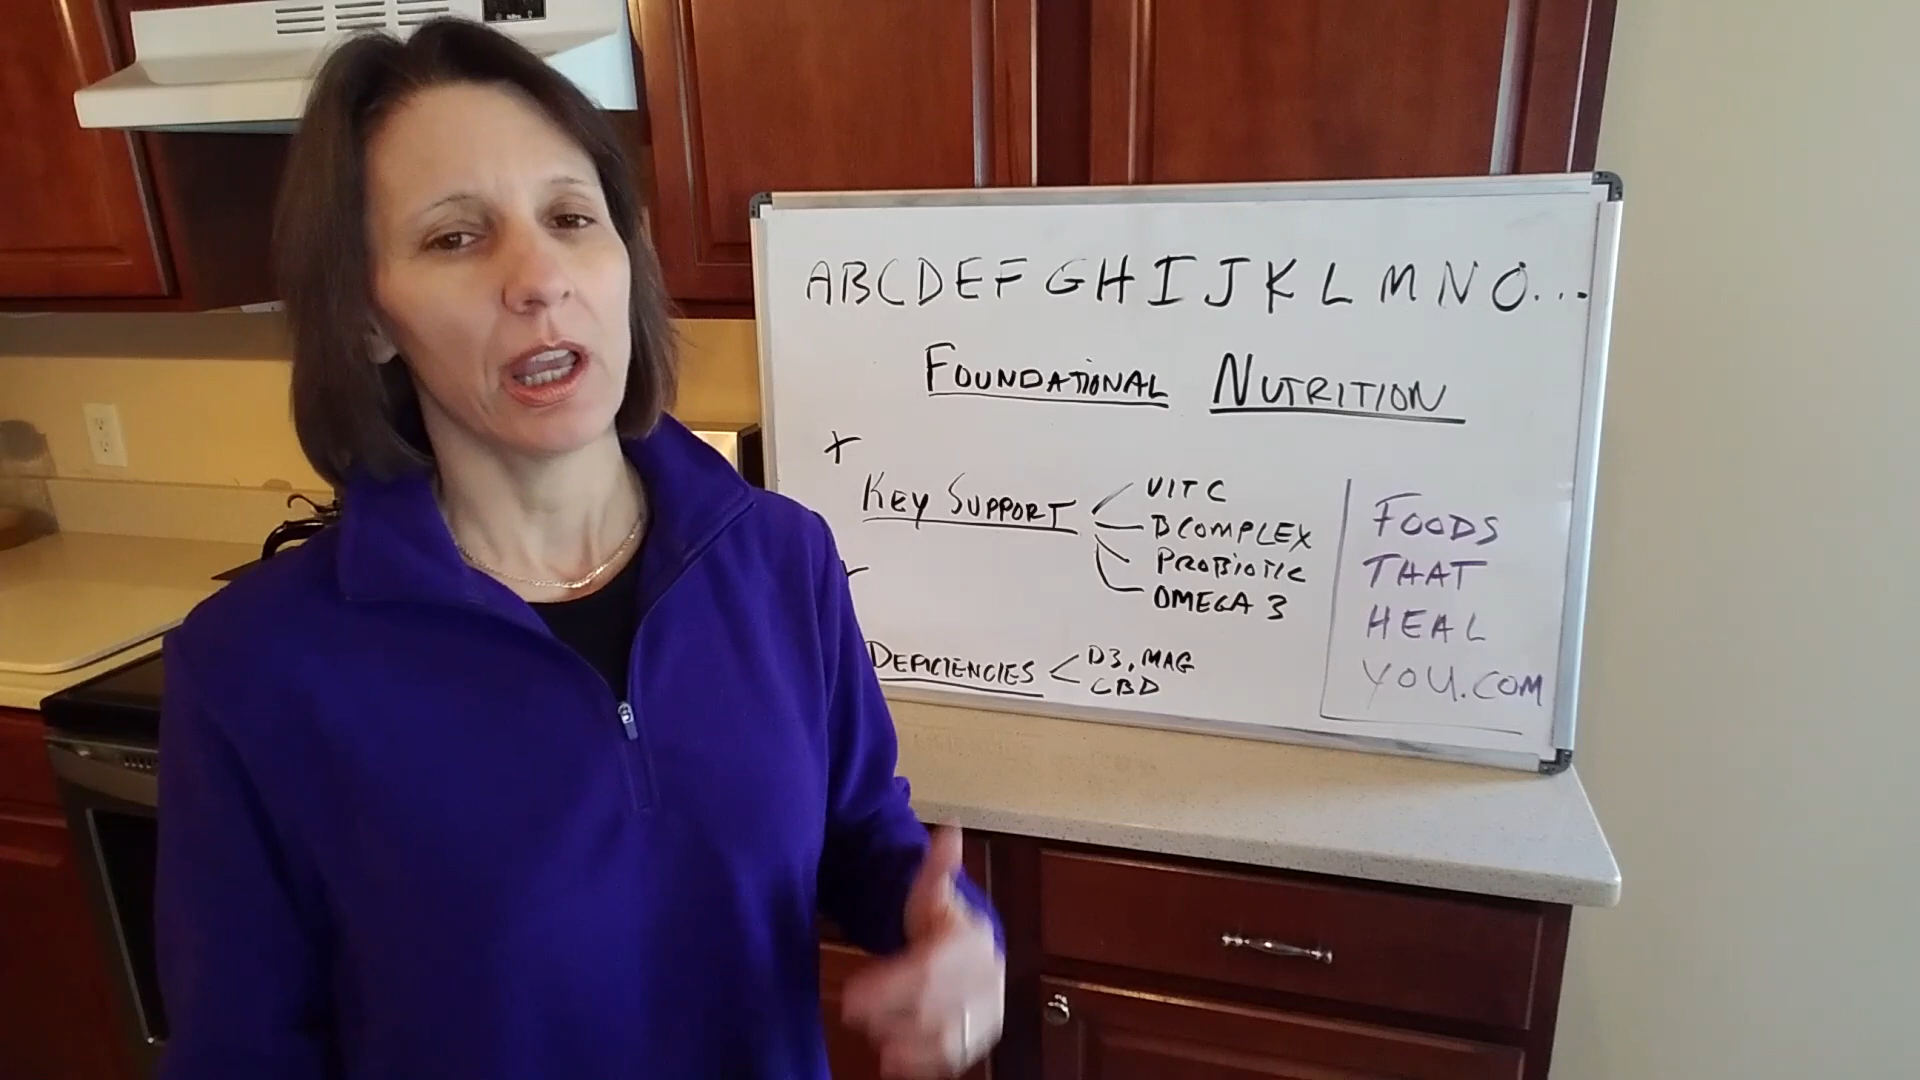 ABCDEFGHIJKLMNO...
FOUNDATIONAL NUTRITION
+
KEY SUPPORT
VIT C
B COMPLEX
PROBIOTIC
OMEGA 3
DEFICIENCIES
D3, MAG
CBD
FOODS
THAT
HEAL
YOU.COM